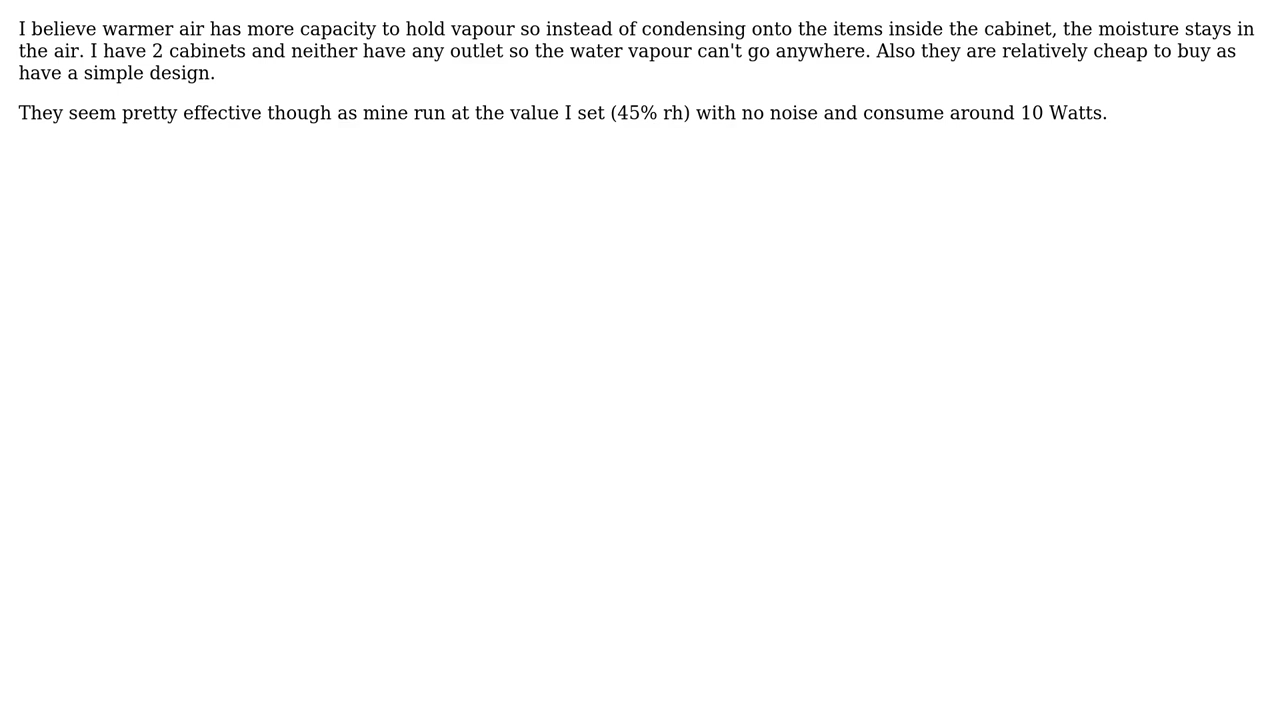 I believe warmer air has more capacity to hold vapour so instead of condensing onto the items inside the cabinet, the moisture stays in
the air. I have 2 cabinets and neither have any outlet so the water vapour can't go anywhere. Also they are relatively cheap to buy as
have a simple design.
They seem pretty effective though as mine run at the value I set (45% rh) with no noise and consume around 10 Watts.